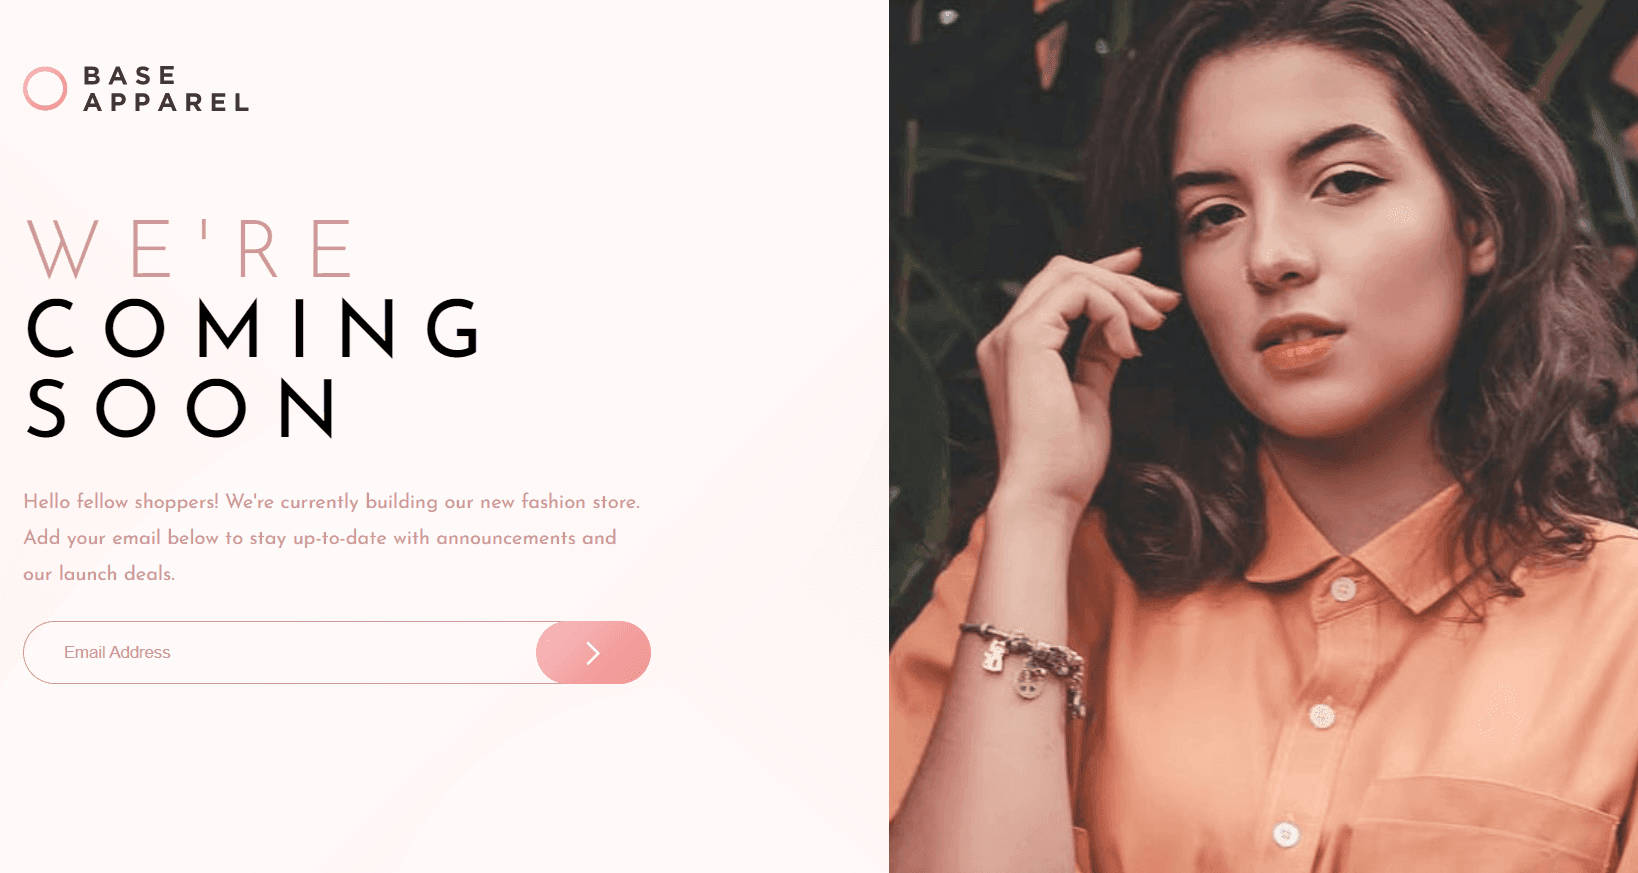 BASE
APPAREL
WE'RE
COMING
SOON
Hello fellow shoppers! We're currently building our new fashion store.
Add your email below to stay up-to-date with announcements and
our launch deals.
Email Address